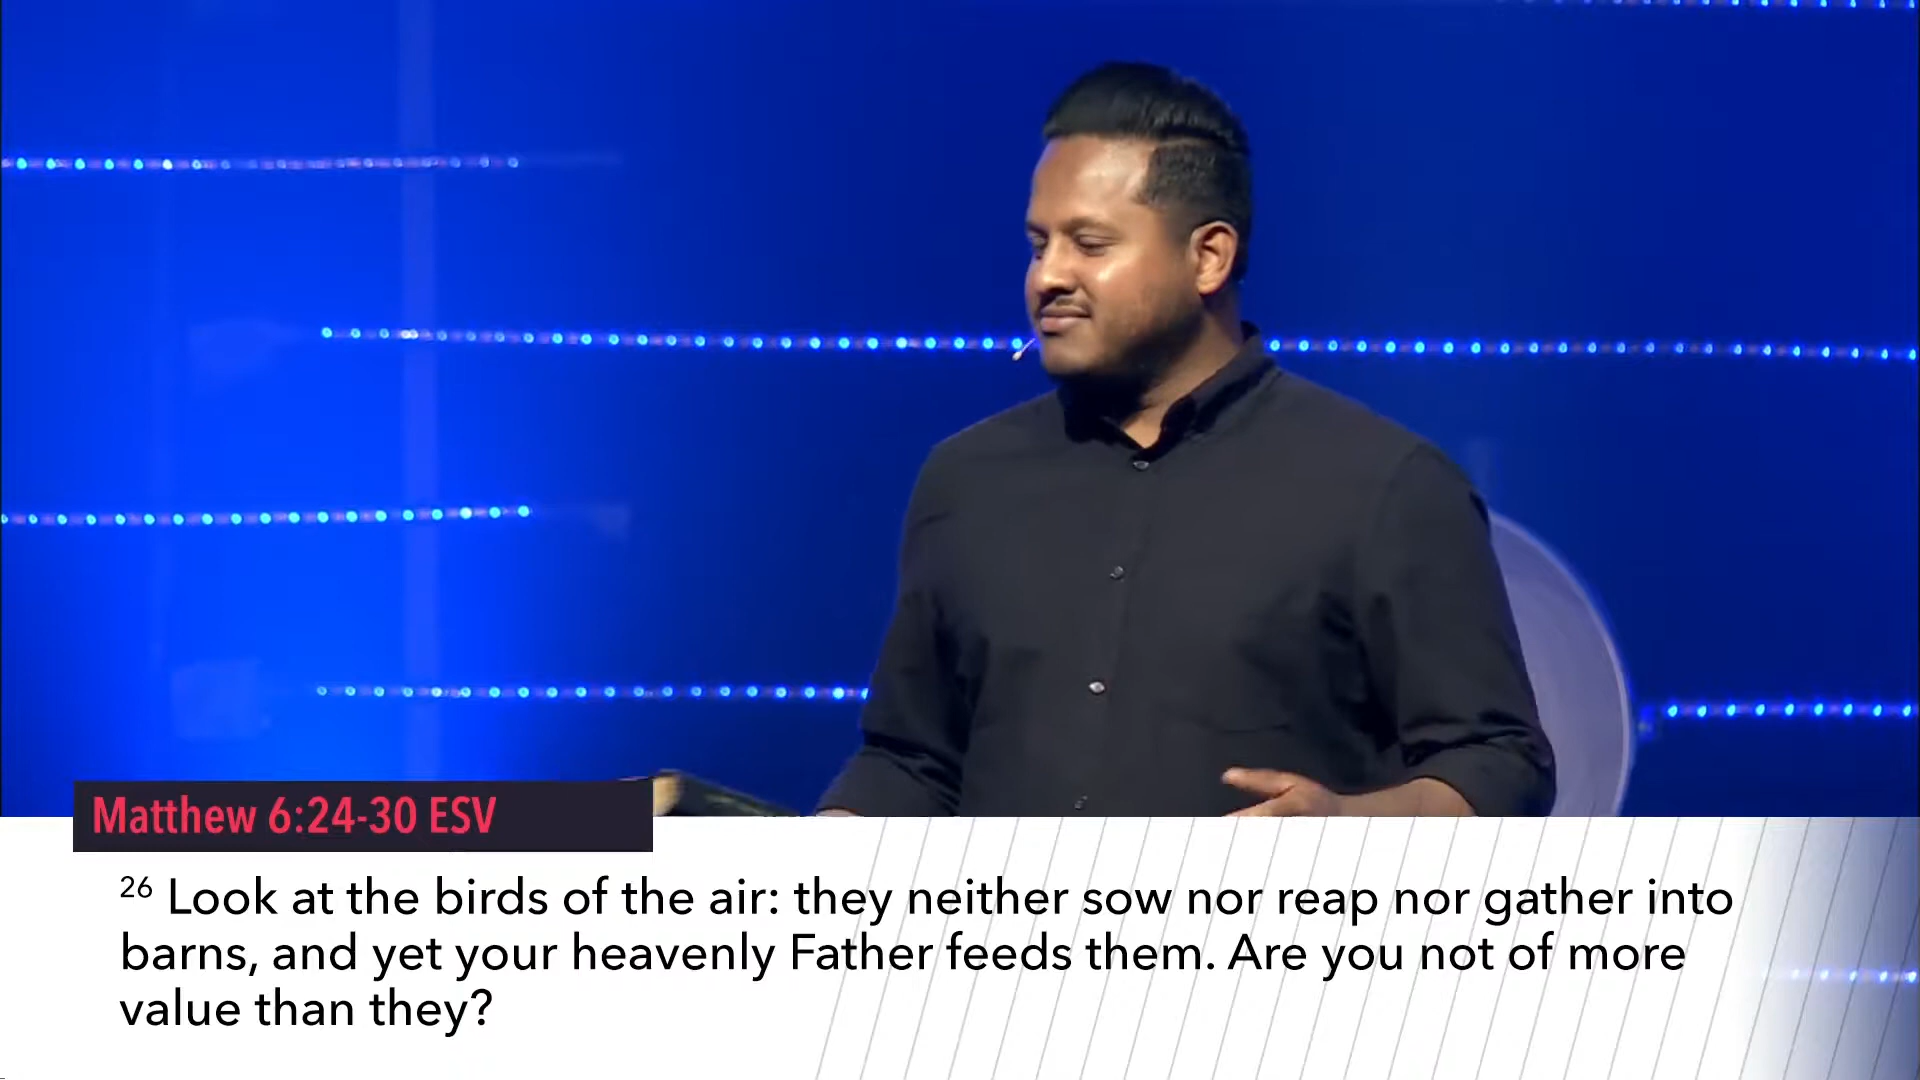 Matthew 6:24-30 ESV
26 Look at the birds of the air: they neither sow nor reap nor gather into
barns, and yet your heavenly Father feeds them. Are you not of more
value than they?